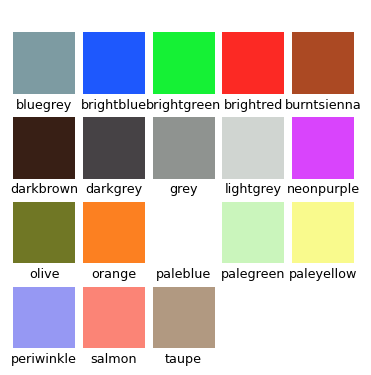 bluegrey brightblue brightgreen brightred burntsienna
darkbrown darkgrey grey lightgrey neonpurple
olive orange paleblue palegreen paleyellow
periwinkle salmon taupe